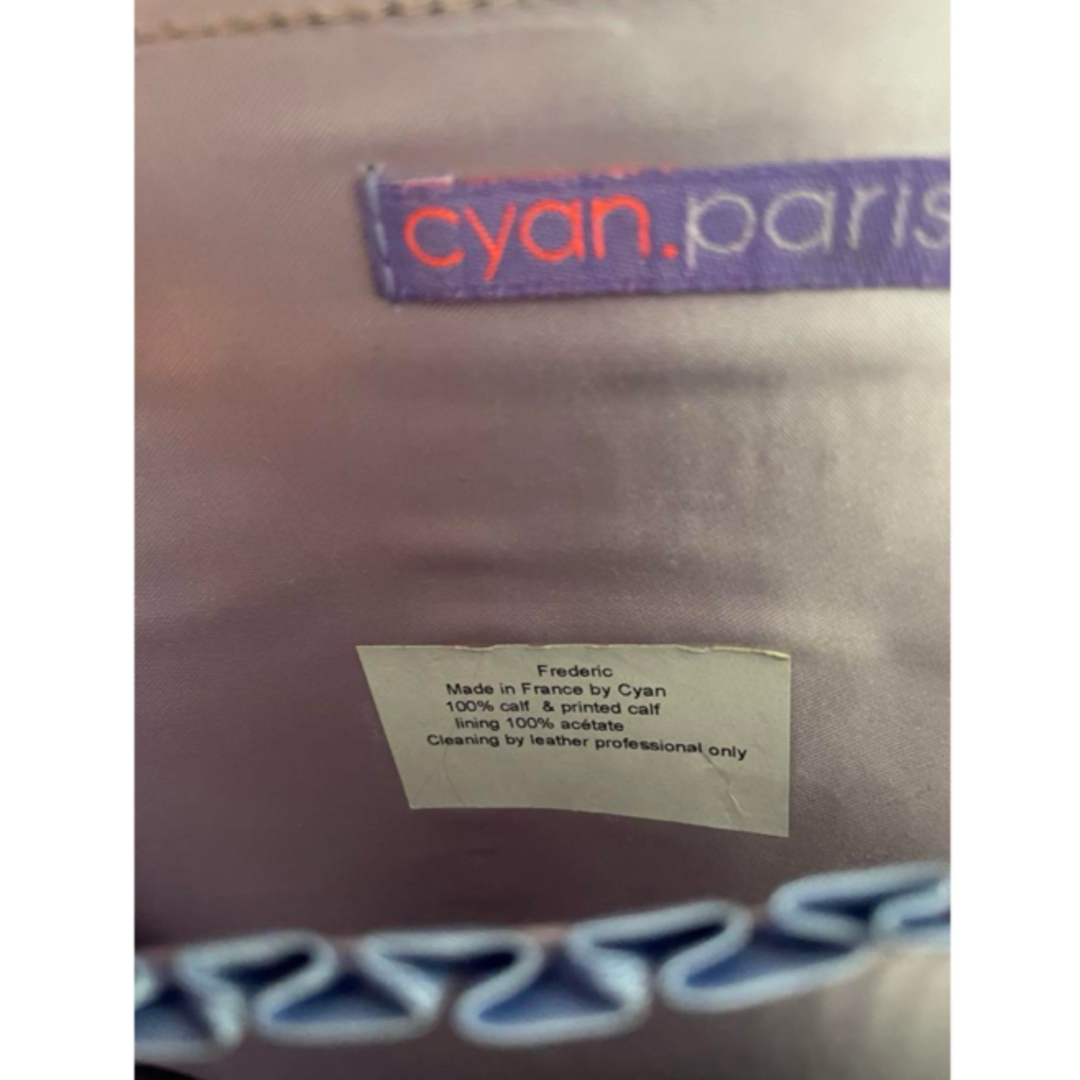 cyan.paris
Frederic
Made in France by Cyan
100% calf & printed calf
lining 100% acétate
Cleaning by leather professional only